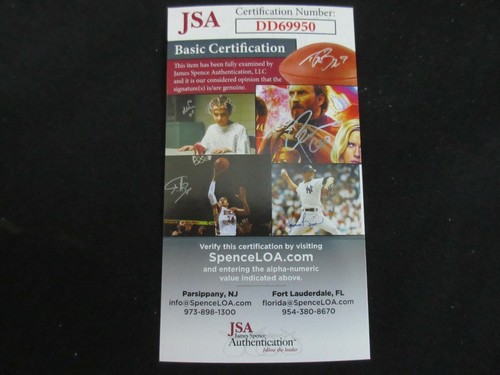 JSA
Certification Number:
DD69950
Basic Certification
This item has been fully examined by
James Spence Authentication, LLC
and it is our considered opinion that the
signature(s) is/are genuine.
Verify this certification by visiting
SpenceLOA.com
and entering the alpha-numeric
value indicated above.
Parsippany, NJ
info@SpenceLOA.com
973-898-1300
Fort Lauderdale, FL
florida@SpenceLOA.com
954-380-8670
JSA
James Spence
Authentication
follow the leader